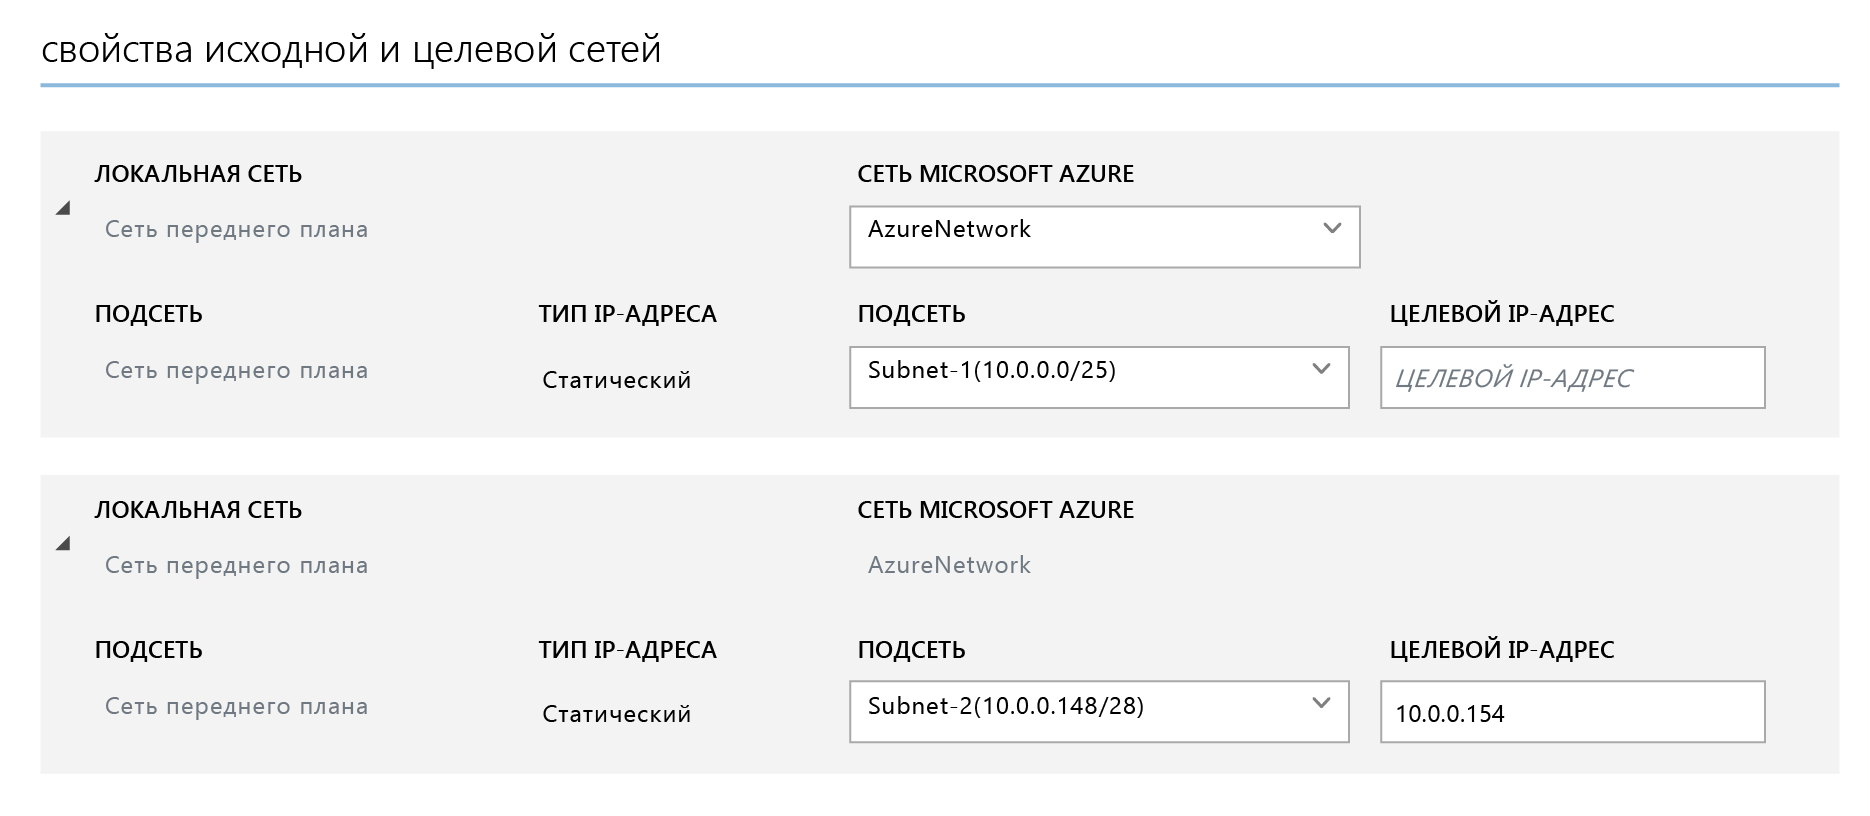 свойства исходной и целевой сетей
ЛОКАЛЬНАЯ СЕТЬ
СЕТЬ MICROSOFT AZURE
Сеть переднего плана
AzureNetwork
ПОДСЕТЬ
ТИП IP-АДРЕСА
ПОДСЕТЬ
ЦЕЛЕВОЙ IP-АДРЕС
Сеть переднего плана
Статический
Subnet-1(10.0.0.0/25)
ЦЕЛЕВОЙ IP-АДРЕС
ЛОКАЛЬНАЯ СЕТЬ
СЕТЬ MICROSOFT AZURE
Сеть переднего плана
AzureNetwork
ПОДСЕТЬ
ТИП IP-АДРЕСА
ПОДСЕТЬ
ЦЕЛЕВОЙ IP-АДРЕС
Сеть переднего плана
Статический
Subnet-2(10.0.0.148/28)
10.0.0.154